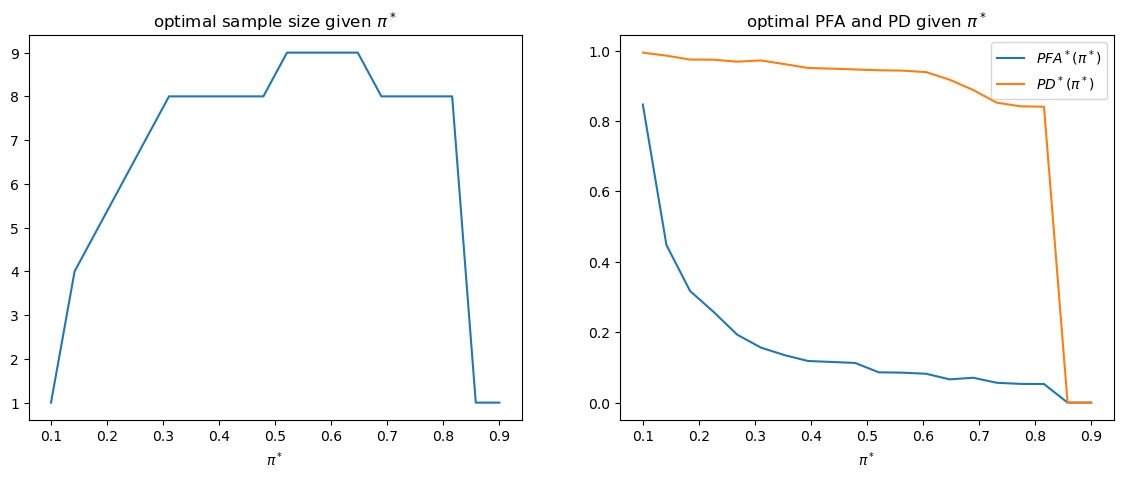 optimal sample size given π*
9
8
7
6
5
4
3
2
1
0.1 0.2 0.3 0.4 0.5 0.6 0.7 0.8 0.9
π*
optimal PFA and PD given π*
1.0
0.8
0.6
0.4
0.2
0.0
PFA*(π*)
PD*(π*)
0.1 0.2 0.3 0.4 0.5 0.6 0.7 0.8 0.9
π*